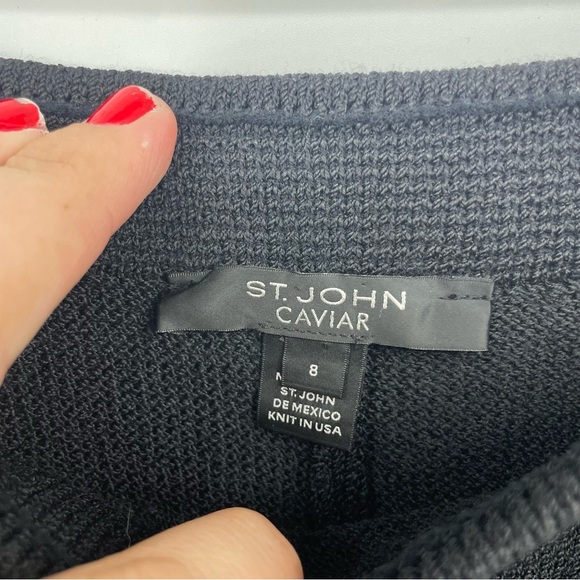 ST. JOHN
CAVIAR
8
ST. JOHN
DE MEXICO
KNIT IN USA